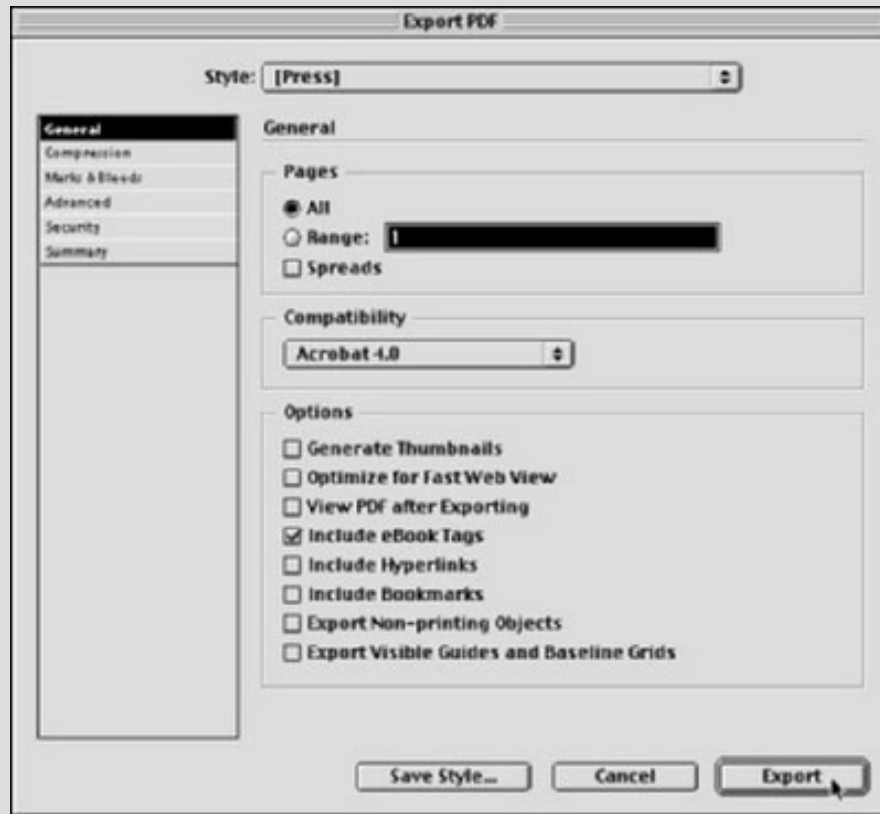 Export PDF
Style: [Press]
General
Compression
Marks & Bleeds
Advanced
Security
Summary
General
Pages
All
Range: 1
Spreads
Compatibility
Acrobat 4.0
Options
Generate Thumbnails
Optimize for Fast Web View
View PDF after Exporting
Include eBook Tags
Include Hyperlinks
Include Bookmarks
Export Non-printing Objects
Export Visible Guides and Baseline Grids
Save Style... Cancel Export